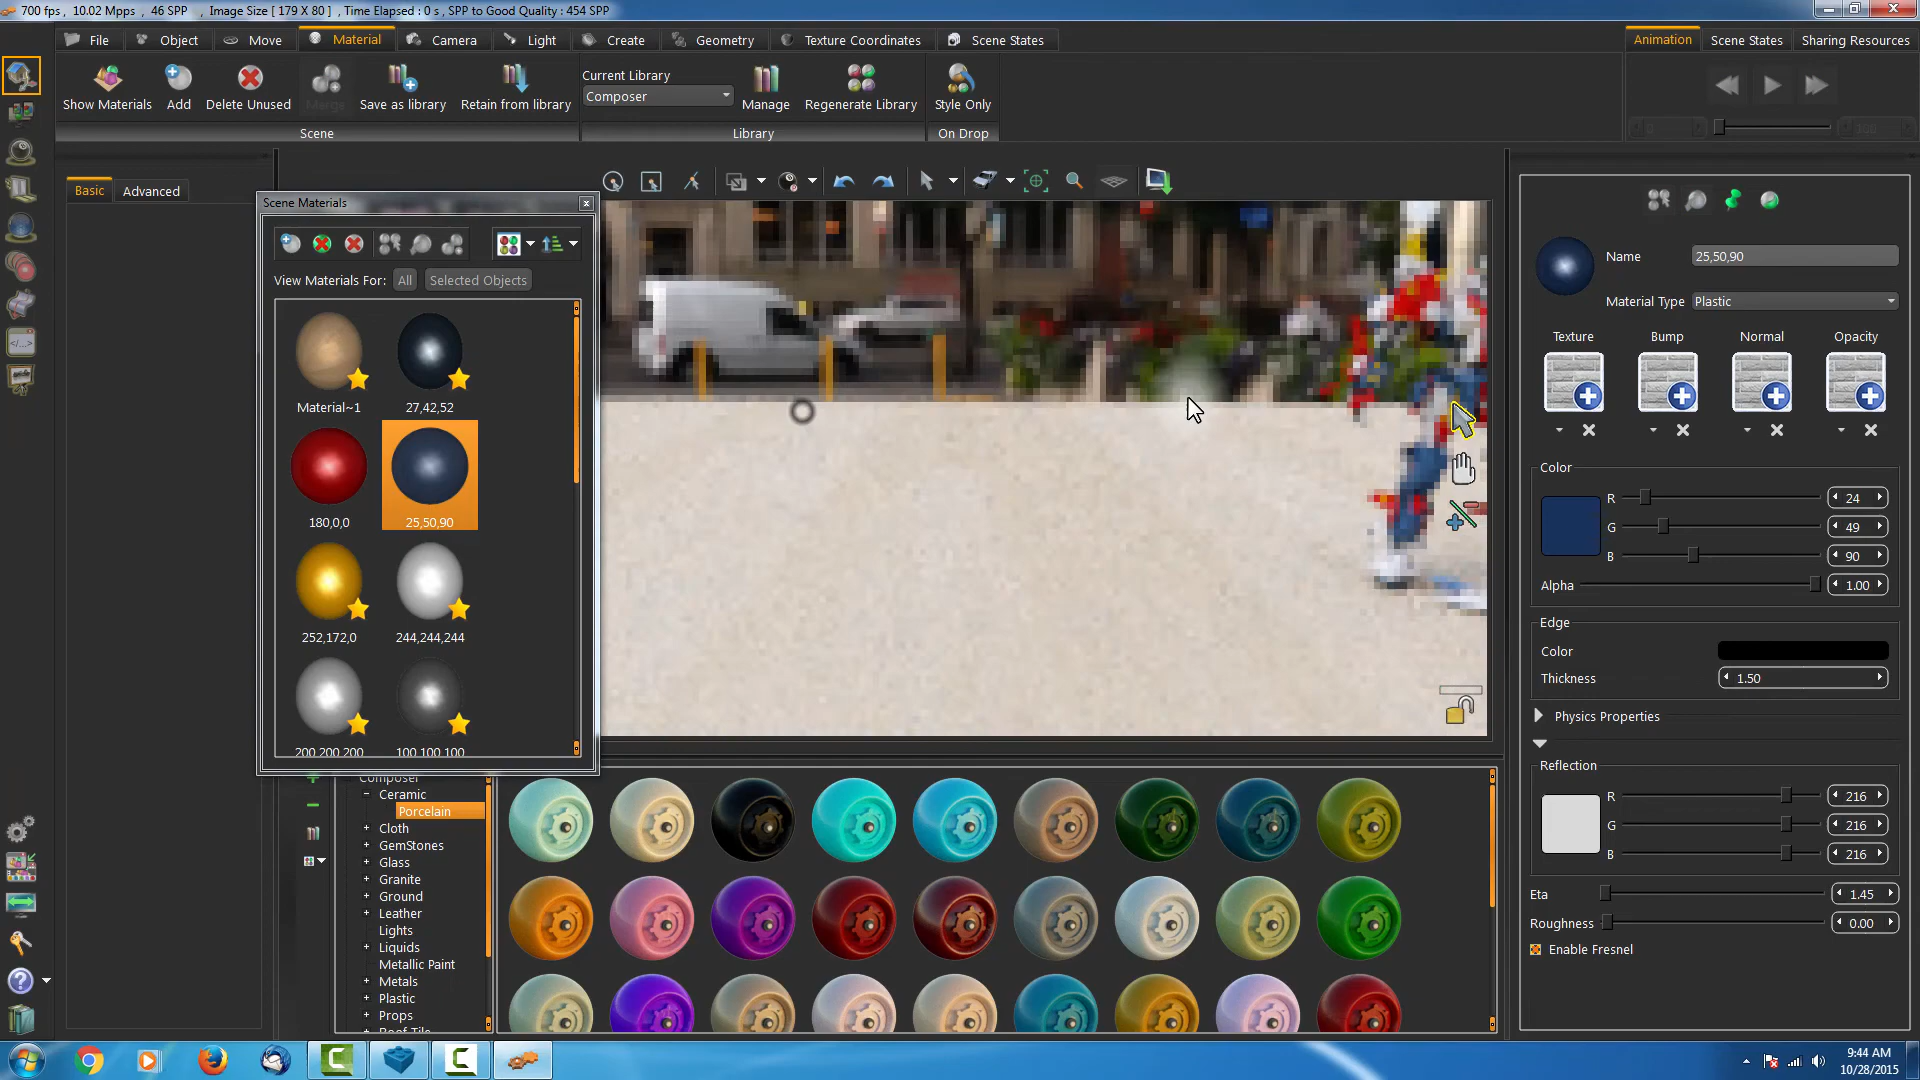 700 fps , 10.02 Mpps , 46 SPP , Image Size [ 179 X 80 ] , Time Elapsed : 0 s , SPP to Good Quality : 454 SPP
File Object Move Material Camera Light Create Geometry Texture Coordinates Scene States
Animation Scene States Sharing Resources
Show Materials Add Delete Unused Merge Save as library Retain from library
Current Library
Composer
Manage Regenerate Library Style Only
Scene Library On Drop
0 100
Basic Advanced
Scene Materials
View Materials For: All Selected Objects
Material~1 27,42,52
180,0,0 25,50,90
252,172,0 244,244,244
200,200,200 100,100,100
Name 25,50,90
Material Type Plastic
Texture Bump Normal Opacity
Color
R 24
G 49
B 90
Alpha 1.00
Edge
Color
Thickness 1.50
Physics Properties
Reflection
R 216
G 216
B 216
Eta 1.45
Roughness 0.00
Enable Fresnel
Composer
Ceramic
Porcelain
Cloth
GemStones
Glass
Granite
Ground
Leather
Lights
Liquids
Metallic Paint
Metals
Plastic
Props
Roof Tile
9:44 AM
10/28/2015